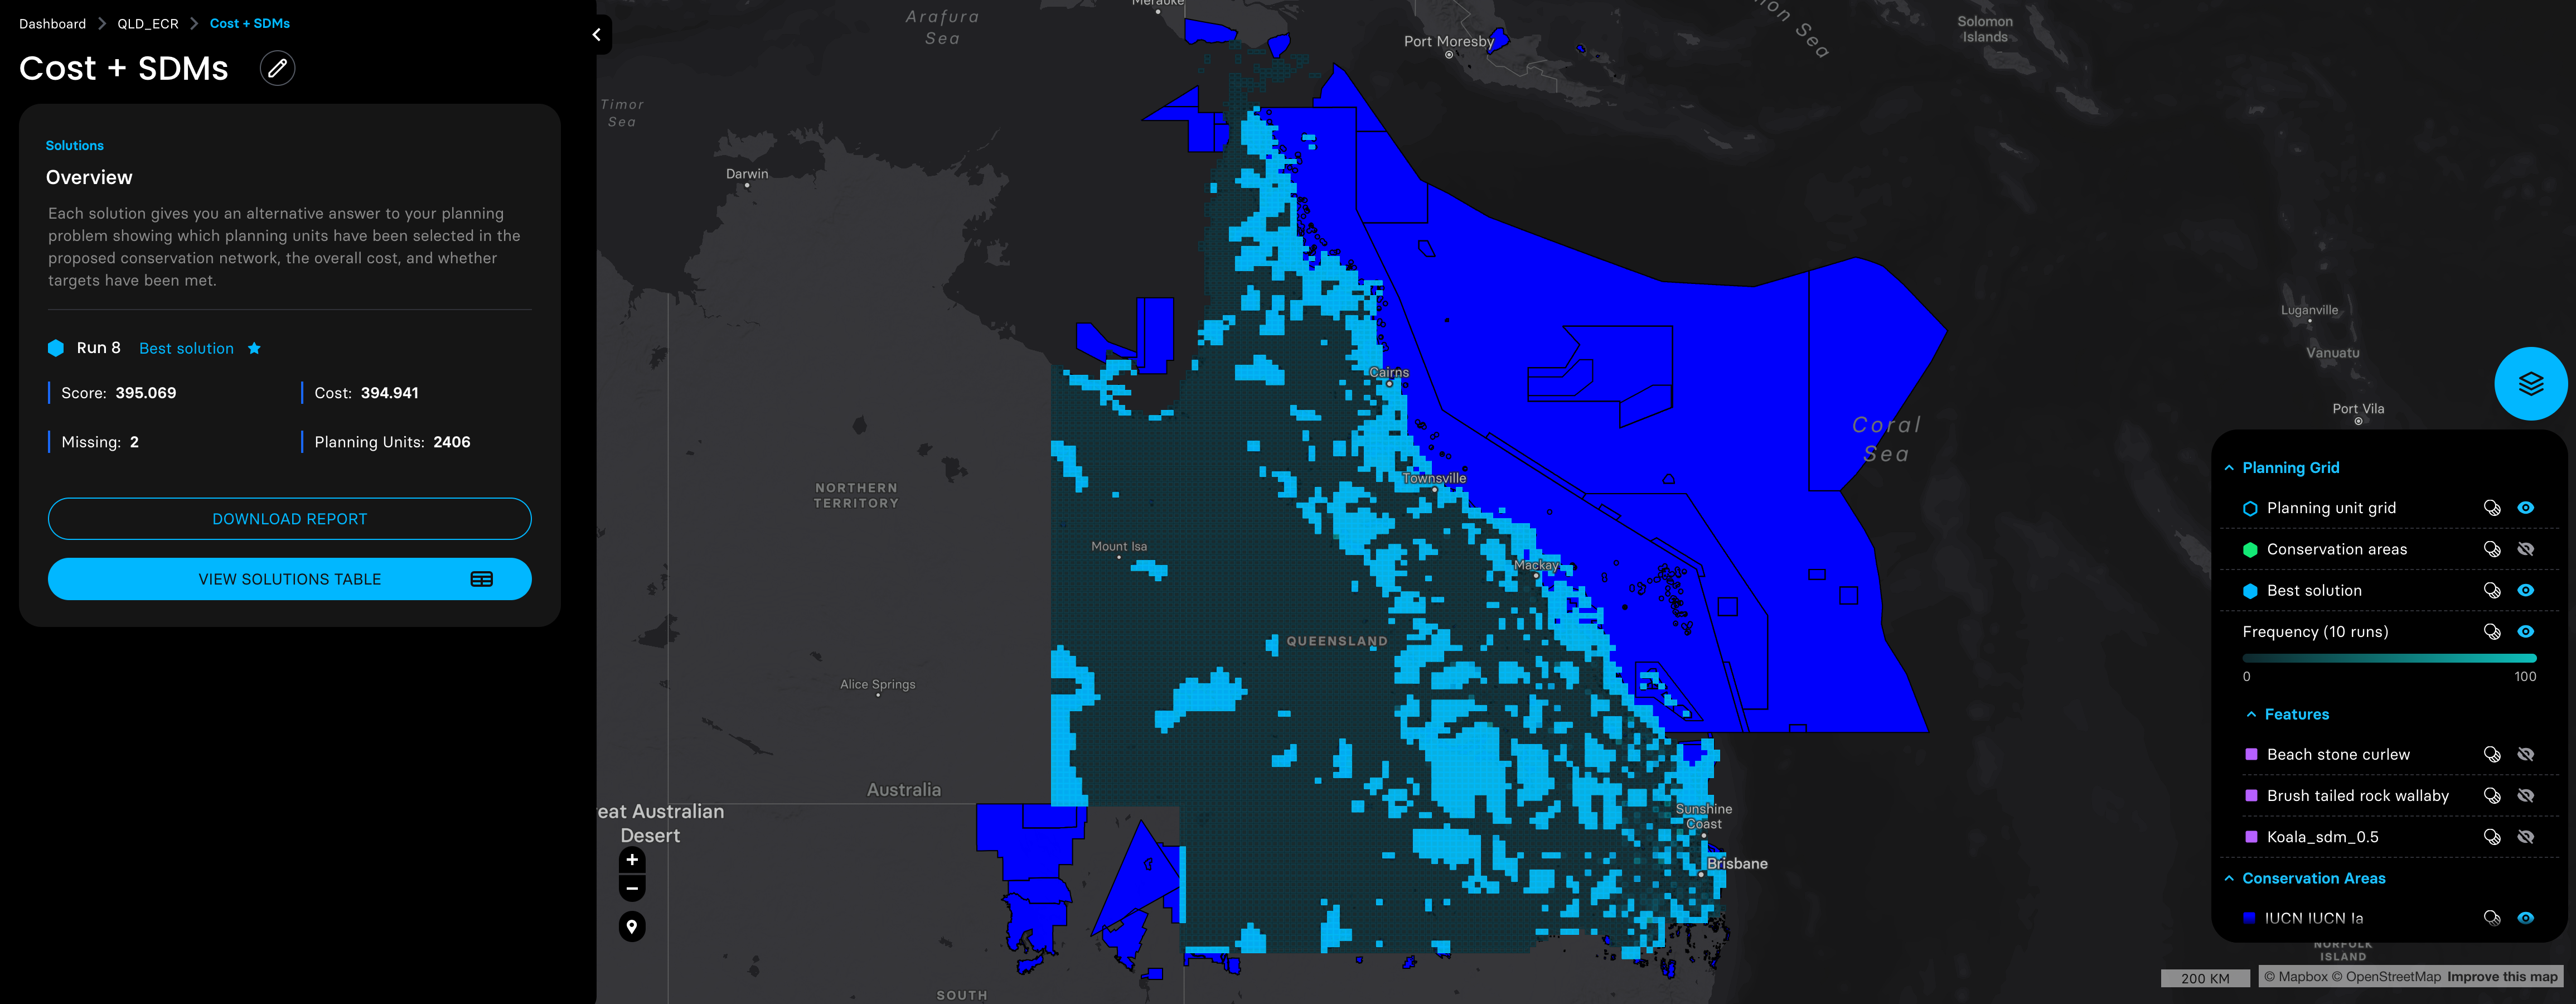 Dashboard
QLD_ECR
Cost + SDMs
Cost + SDMs
Solutions
Overview
Each solution gives you an alternative answer to your planning
problem showing which planning units have been selected in the
proposed conservation network, the overall cost, and whether
targets have been met.
Run 8
Best solution
Score: 395.069
Cost: 394.941
Missing: 2
Planning Units: 2406
DOWNLOAD REPORT
VIEW SOLUTIONS TABLE
Merauke
Arafura
Sea
Port Moresby
Sea
Solomon
Islands
Timor
Sea
Darwin
Luganville
Vanuatu
Cairns
Port Vila
Coral
Sea
Townsville
NORTHERN
TERRITORY
Mount Isa
Mackay
QUEENSLAND
Alice Springs
Australia
eat Australian
Desert
Sunshine
Coast
Brisbane
SOUTH
NORFOLK
ISLAND
Planning Grid
Planning unit grid
Conservation areas
Best solution
Frequency (10 runs)
0
100
Features
Beach stone curlew
Brush tailed rock wallaby
Koala_sdm_0.5
Conservation Areas
IUCN IUCN Ia
200 KM
© Mapbox © OpenStreetMap Improve this map